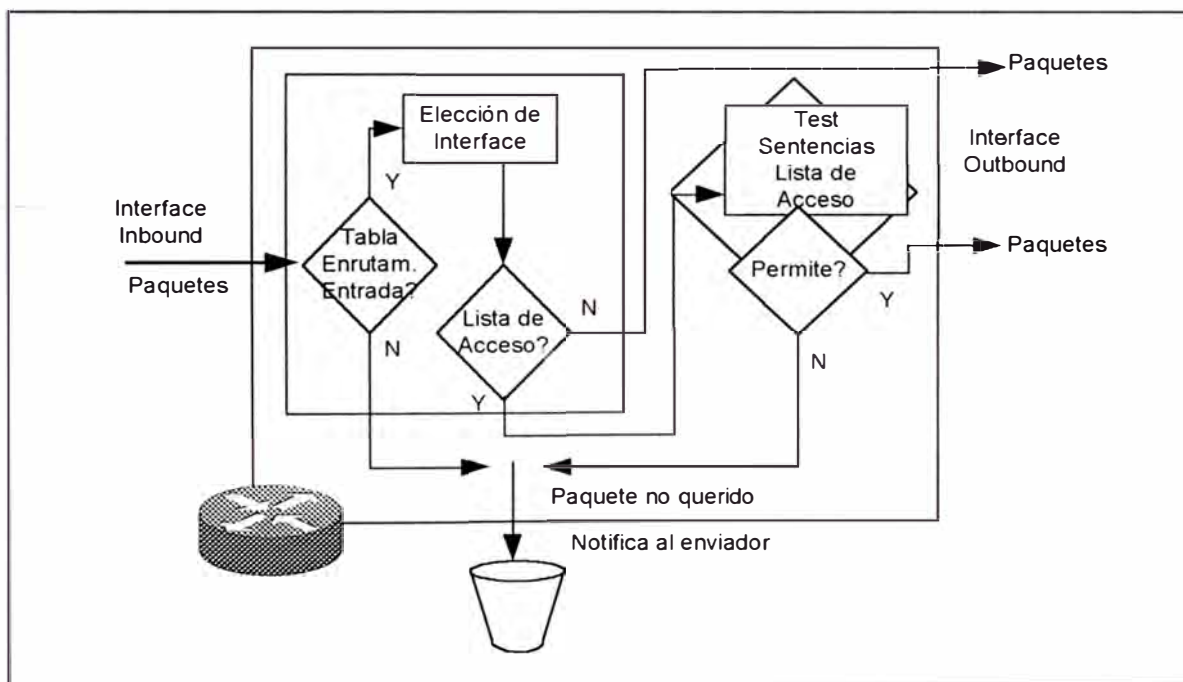 Paquetes
Elección de
Interface
Test
Sentencias
Lista de
Acceso
Interface
Outbound
Y
Interface
Inbound
Paquetes
Tabla
Enrutam.
Entrada?
Paquetes
Permite?
Y
N
Lista de
Acceso?
N
N
Y
Paquete no querido
Notifica al enviador